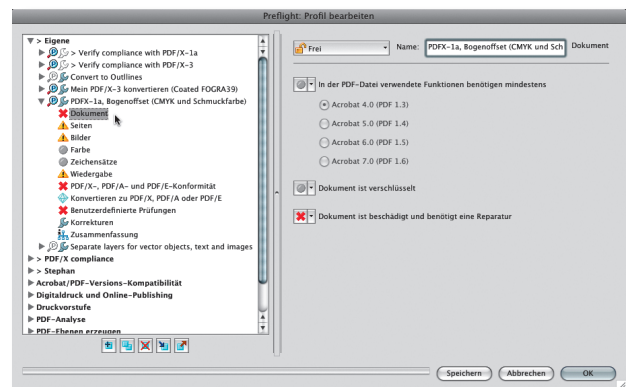 Preflight: Profil bearbeiten
> Eigene
> Verify compliance with PDF/X-1a
> Verify compliance with PDF/X-3
Convert to Outlines
Mein PDF/X-3 konvertieren (Coated FOGRA39)
PDFX-1a, Bogenoffset (CMYK und Schmuckfarbe)
Dokument
Seiten
Bilder
Farbe
Zeichensätze
Wiedergabe
PDF/X-, PDF/A- und PDF/E-Konformität
Konvertieren zu PDF/X, PDF/A oder PDF/E
Benutzerdefinierte Prüfungen
Korrekturen
Zusammenfassung
Separate layers for vector objects, text and images
> PDF/X compliance
> Stephan
Acrobat/PDF-Versions-Kompatibilität
Digitaldruck und Online-Publishing
Druckvorstufe
PDF-Analyse
PDF-Ebenen erzeugen
Frei
Name: PDFX-1a, Bogenoffset (CMYK und Sch
Dokument
In der PDF-Datei verwendete Funktionen benötigen mindestens
Acrobat 4.0 (PDF 1.3)
Acrobat 5.0 (PDF 1.4)
Acrobat 6.0 (PDF 1.5)
Acrobat 7.0 (PDF 1.6)
Dokument ist verschlüsselt
Dokument ist beschädigt und benötigt eine Reparatur
Speichern
Abbrechen
OK